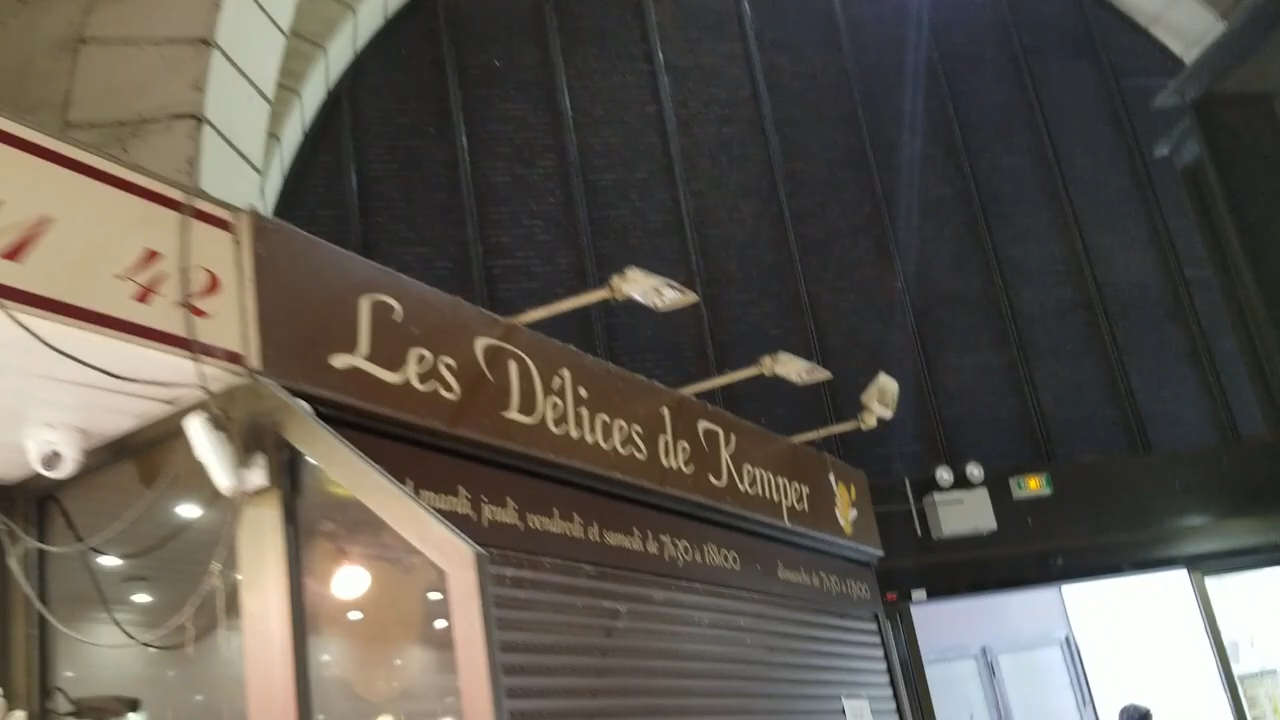 42
Les Délices de Kemper
mardi, jeudi, vendredi et samedi de 7h30 à 18h00 - dimanche de 7h30 à 13h00